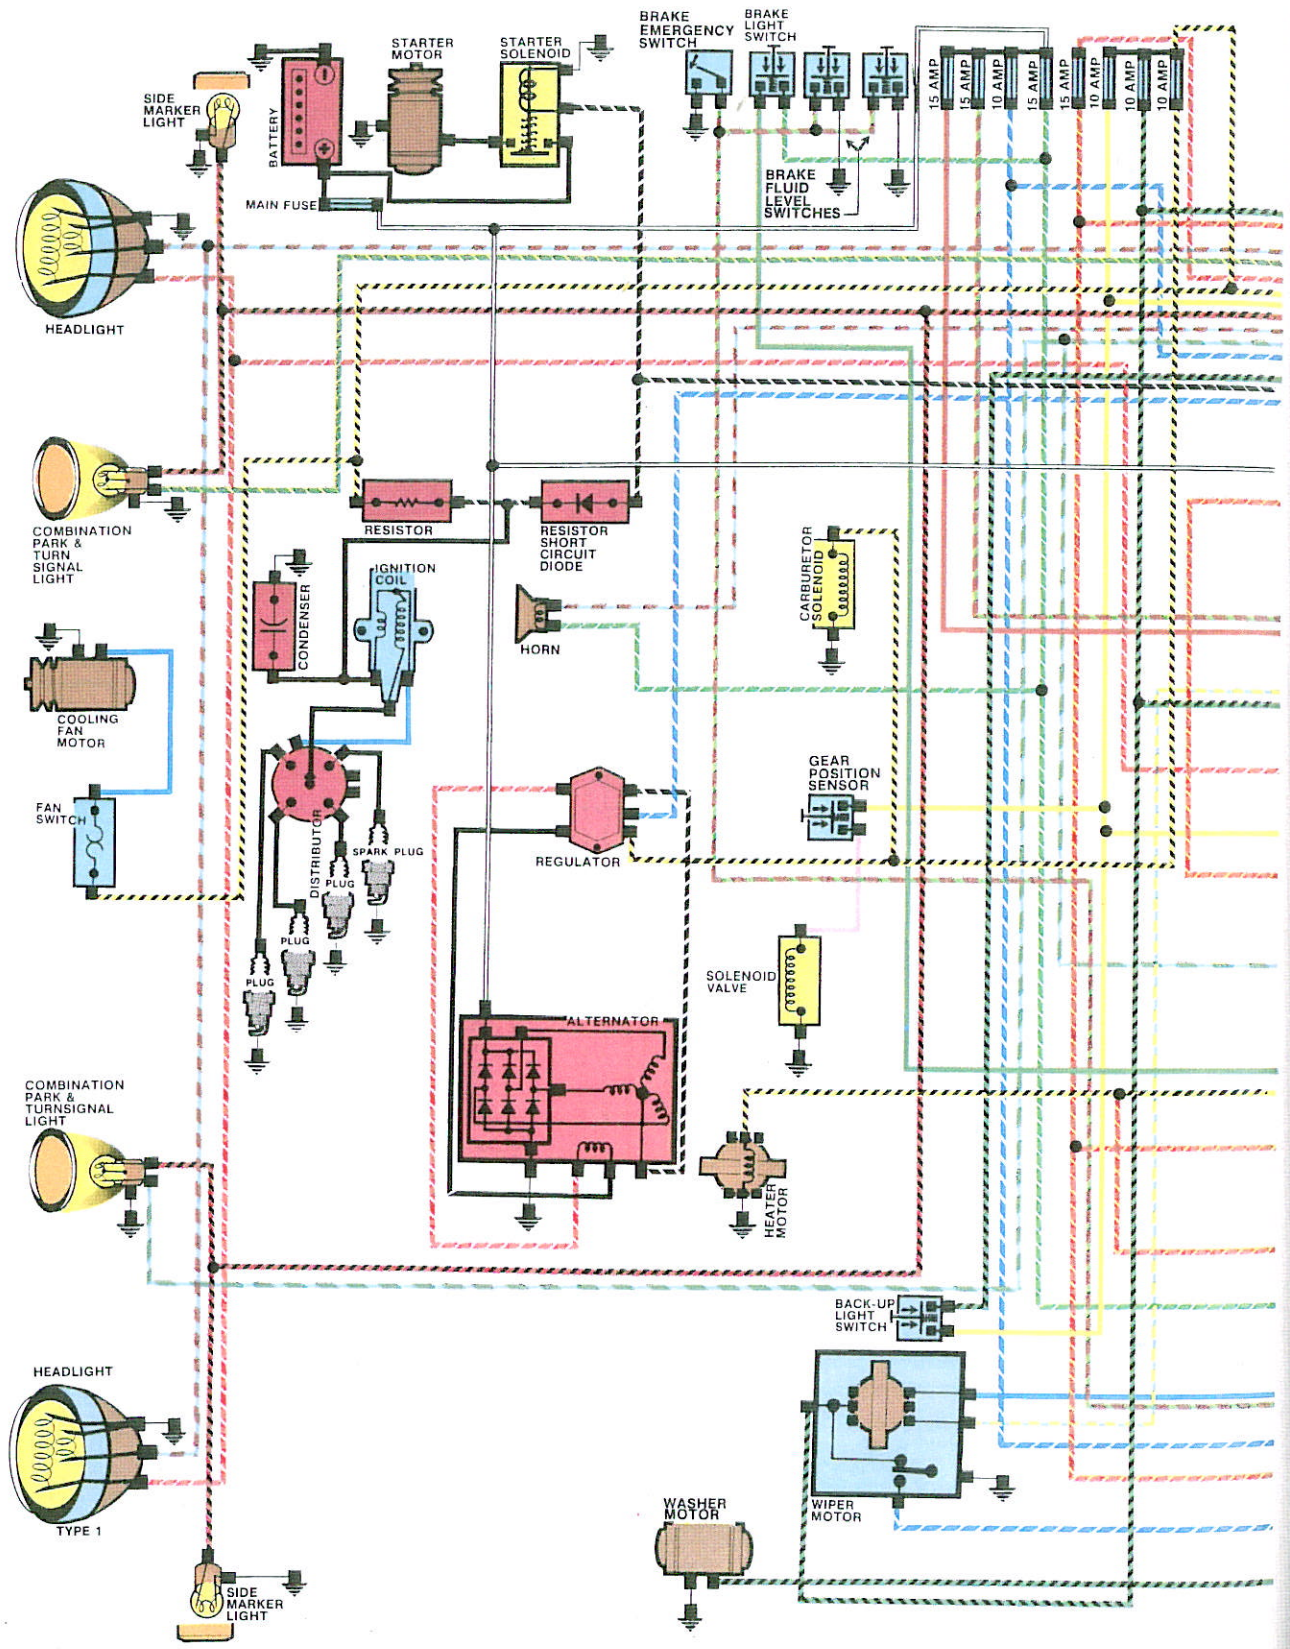 BRAKE
EMERGENCY
SWITCH
BRAKE
LIGHT
SWITCH
STARTER
MOTOR
STARTER
SOLENOID
SIDE
MARKER
LIGHT
BATTERY
MAIN FUSE
BRAKE
FLUID
LEVEL
SWITCHES
15 AMP
15 AMP
10 AMP
15 AMP
15 AMP
10 AMP
10 AMP
10 AMP
HEADLIGHT
COMBINATION
PARK &
TURN
SIGNAL
LIGHT
RESISTOR
RESISTOR
SHORT
CIRCUIT
DIODE
IGNITION
COIL
CONDENSER
HORN
CARBURETOR
SOLENOID
COOLING
FAN
MOTOR
FAN
SWITCH
DISTRIBUTOR
SPARK PLUG
PLUG
PLUG
PLUG
REGULATOR
GEAR
POSITION
SENSOR
SOLENOID
VALVE
ALTERNATOR
COMBINATION
PARK &
TURNSIGNAL
LIGHT
HEATER
MOTOR
BACK-UP
LIGHT
SWITCH
HEADLIGHT
TYPE 1
WIPER
MOTOR
WASHER
MOTOR
SIDE
MARKER
LIGHT